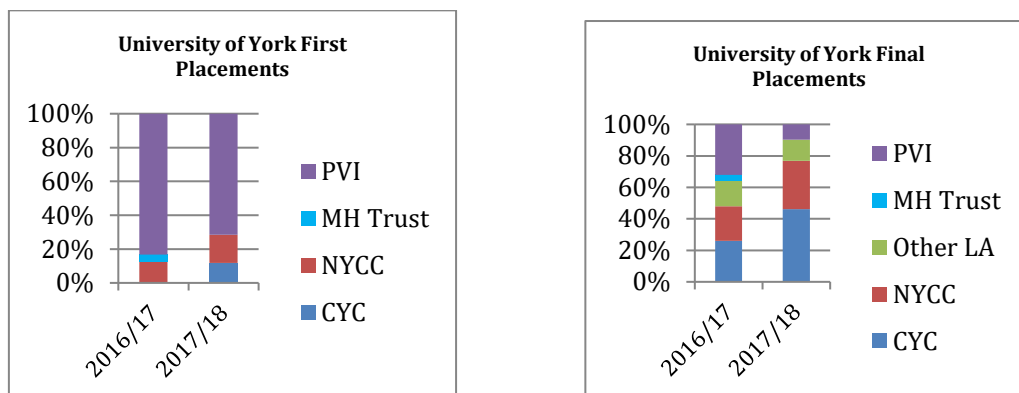 University of York First
Placements
100%
80%
60%
40%
20%
0%
2016/17
2017/18
PVI
MH Trust
NYCC
CYC
University of York Final
Placements
100%
80%
60%
40%
20%
0%
2016/17
2017/18
PVI
MH Trust
Other LA
NYCC
CYC